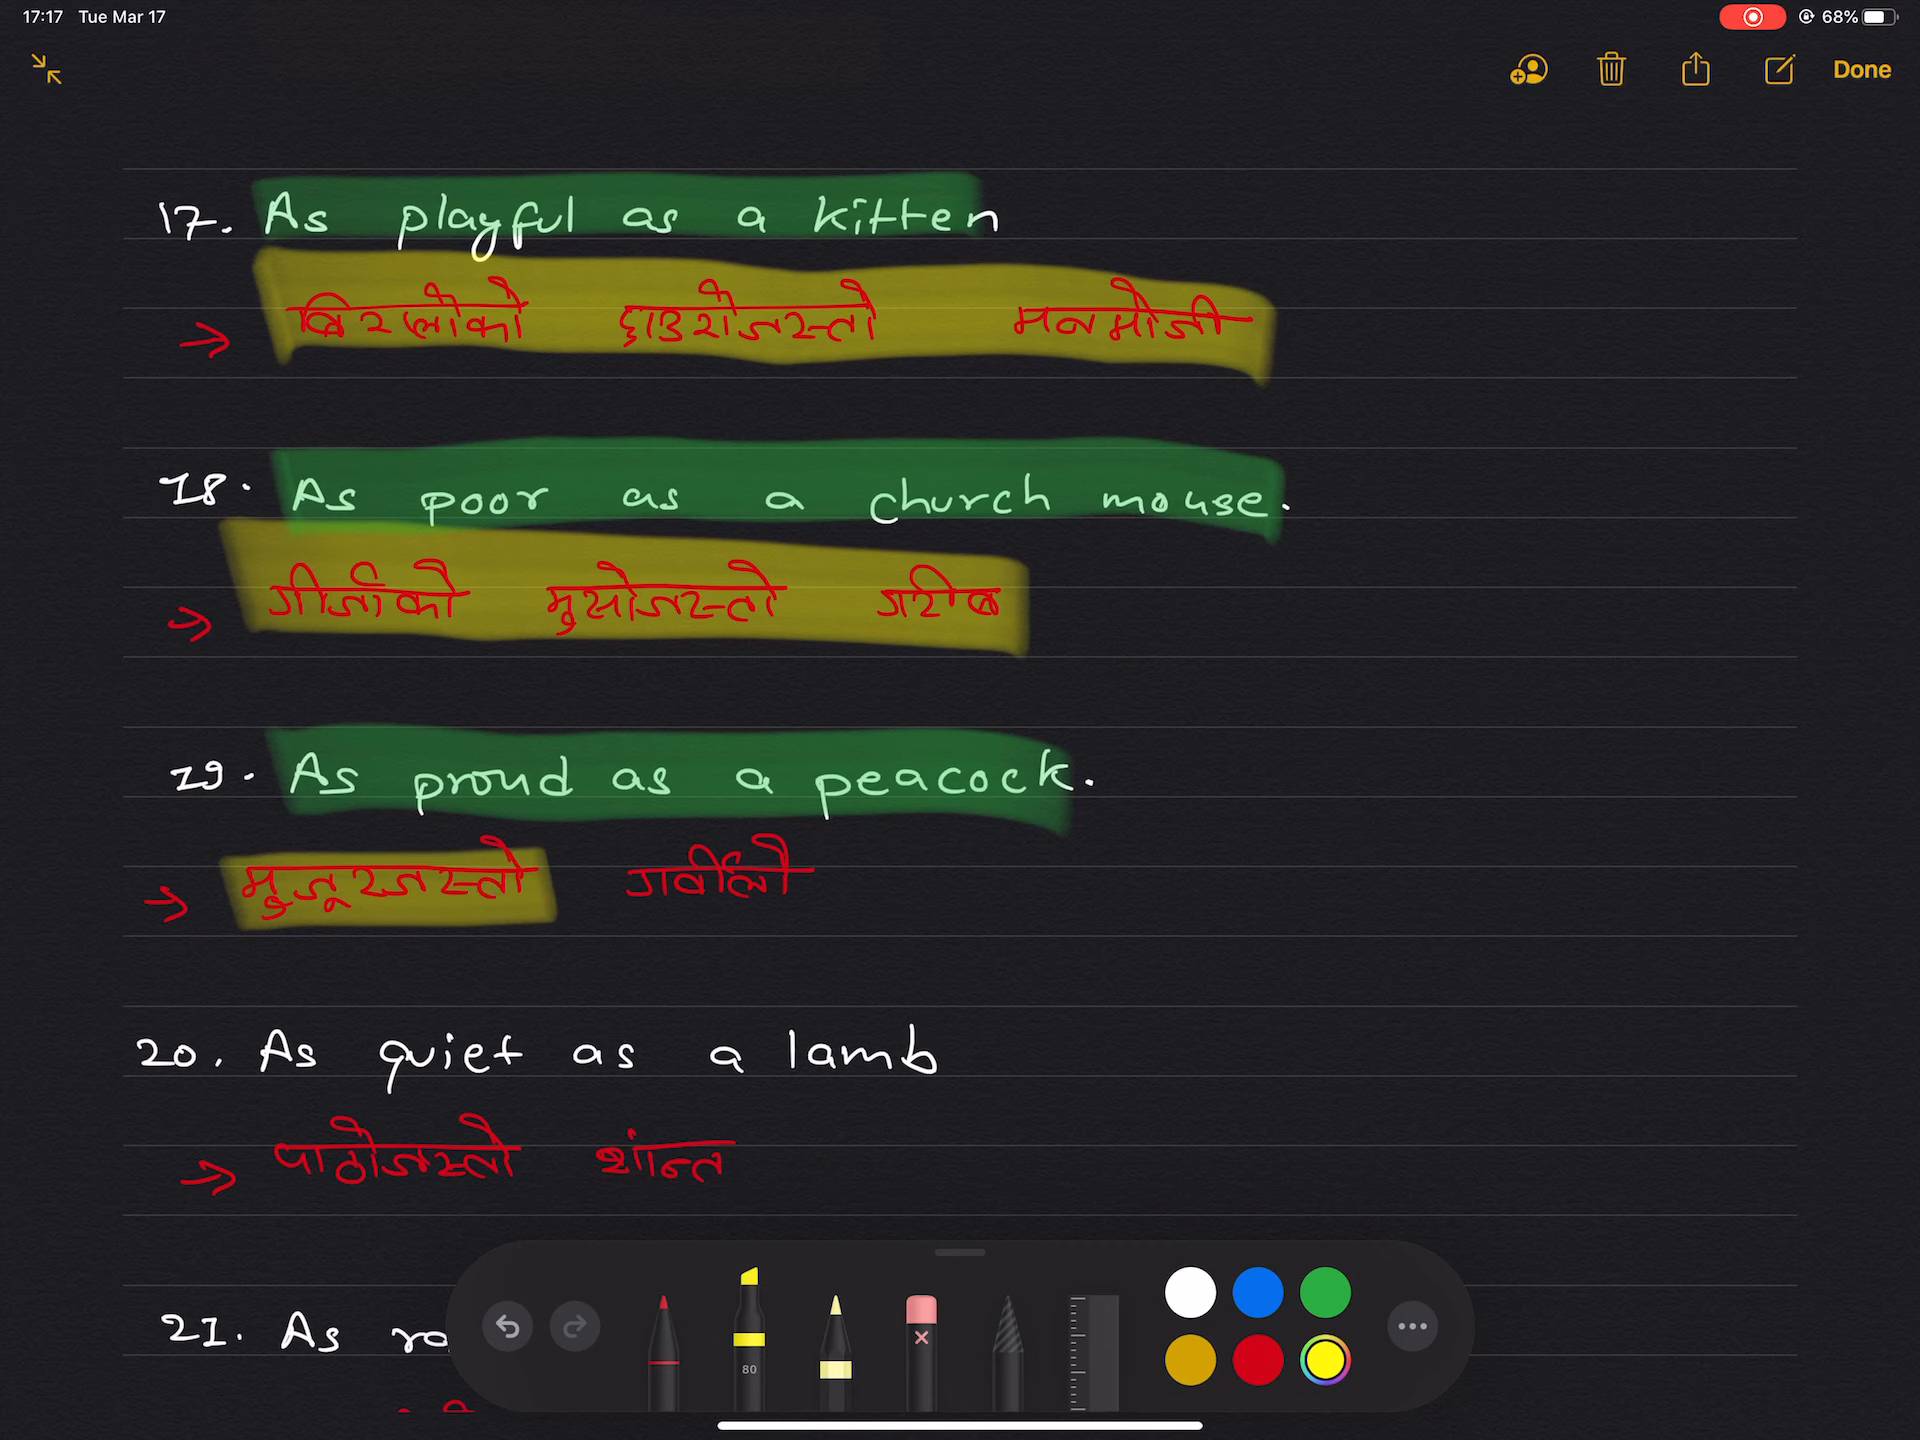 17:17 Tue Mar 17
68%
Done
17. As playful as a kitten
→ बिरालोको छाउरोजस्तो मनमौजी
18. As poor as a church mouse.
→ गीर्जाको मुसोजस्तो गरीब
19. As proud as a peacock.
→ मुजूरजस्तो गर्वीलो
20. As quiet as a lamb
→ पाठोजस्तो शान्त
21. As
80